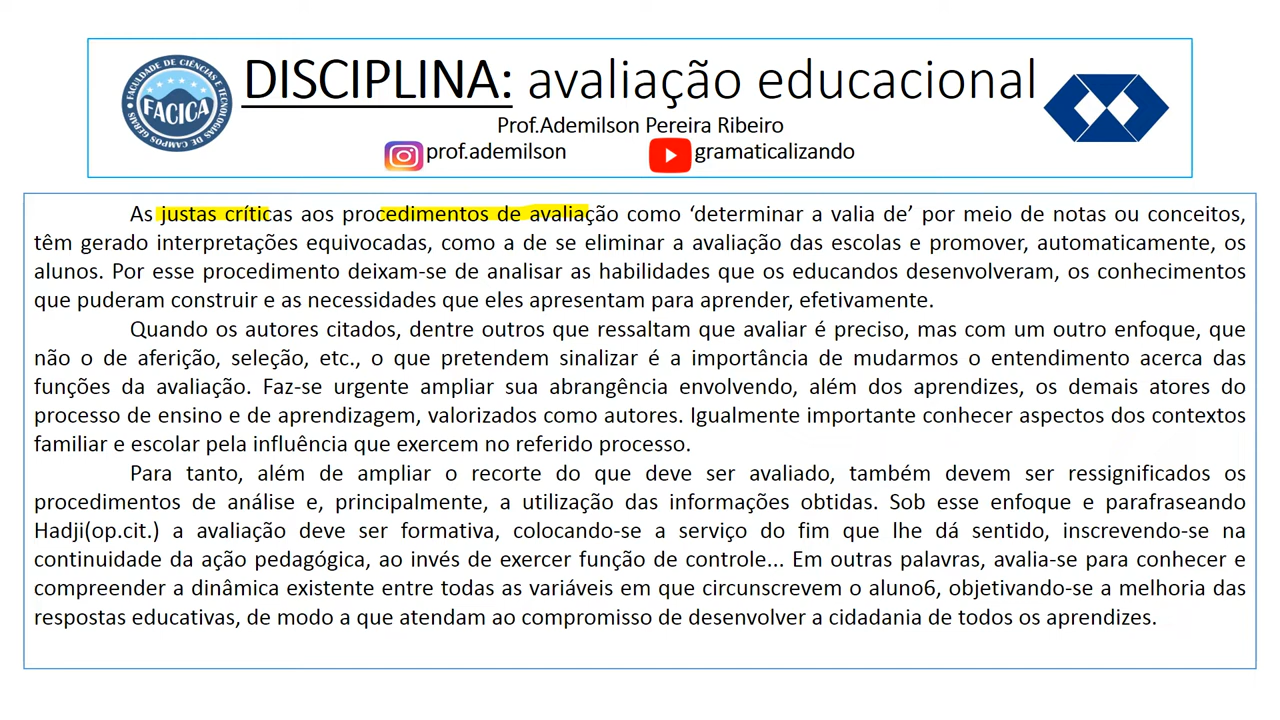 DISCIPLINA: avaliação educacional
FACULDADE DE CIÊNCIAS E TECNOLOGIAS DE CAMPOS GERAIS
FACICA
Prof.Ademilson Pereira Ribeiro
prof.ademilson
gramaticalizando
As justas críticas aos procedimentos de avaliação como ‘determinar a valia de’ por meio de notas ou conceitos,
têm gerado interpretações equivocadas, como a de se eliminar a avaliação das escolas e promover, automaticamente, os
alunos. Por esse procedimento deixam-se de analisar as habilidades que os educandos desenvolveram, os conhecimentos
que puderam construir e as necessidades que eles apresentam para aprender, efetivamente.
Quando os autores citados, dentre outros que ressaltam que avaliar é preciso, mas com um outro enfoque, que
não o de aferição, seleção, etc., o que pretendem sinalizar é a importância de mudarmos o entendimento acerca das
funções da avaliação. Faz-se urgente ampliar sua abrangência envolvendo, além dos aprendizes, os demais atores do
processo de ensino e de aprendizagem, valorizados como autores. Igualmente importante conhecer aspectos dos contextos
familiar e escolar pela influência que exercem no referido processo.
Para tanto, além de ampliar o recorte do que deve ser avaliado, também devem ser ressignificados os
procedimentos de análise e, principalmente, a utilização das informações obtidas. Sob esse enfoque e parafraseando
Hadji(op.cit.) a avaliação deve ser formativa, colocando-se a serviço do fim que lhe dá sentido, inscrevendo-se na
continuidade da ação pedagógica, ao invés de exercer função de controle... Em outras palavras, avalia-se para conhecer e
compreender a dinâmica existente entre todas as variáveis em que circunscrevem o aluno6, objetivando-se a melhoria das
respostas educativas, de modo a que atendam ao compromisso de desenvolver a cidadania de todos os aprendizes.